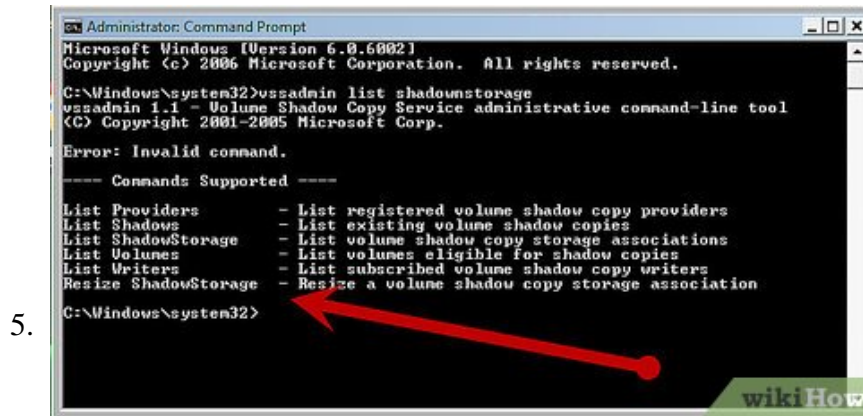 Administrator: Command Prompt
Microsoft Windows [Version 6.0.6002]
Copyright (c) 2006 Microsoft Corporation.  All rights reserved.
C:\Windows\system32>vssadmin list shadownstorage
vssadmin 1.1 - Volume Shadow Copy Service administrative command-line tool
(C) Copyright 2001-2005 Microsoft Corp.
Error: Invalid command.
---- Commands Supported ----
List Providers - List registered volume shadow copy providers
List Shadows - List existing volume shadow copies
List ShadowStorage - List volume shadow copy storage associations
List Volumes - List volumes eligible for shadow copies
List Writers - List subscribed volume shadow copy writers
Resize ShadowStorage - Resize a volume shadow copy storage association
C:\Windows\system32>
5.
wikiHow